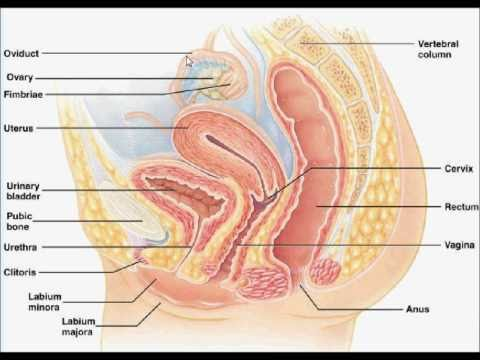 Oviduct
Ovary
Fimbriae
Uterus
Urinary
bladder
Pubic
bone
Urethra
Clitoris
Labium
minora
Labium
majora
Vertebral
column
Cervix
Rectum
Vagina
Anus